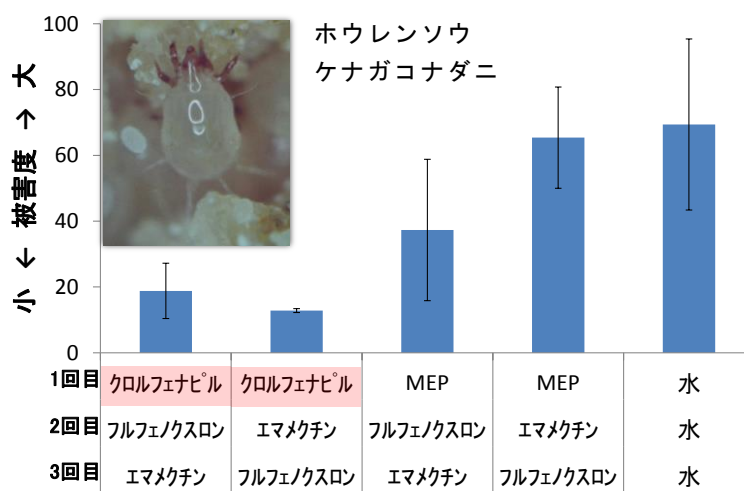 ホウレンソウ
ケナガコナダニ
小 ← 被害度 → 大
100
80
60
40
20
0
1回目 クロルフェナピル クロルフェナピル MEP MEP 水
2回目 フルフェノクスロン エマメクチン フルフェノクスロン エマメクチン 水
3回目 エマメクチン フルフェノクスロン エマメクチン フルフェノクスロン 水